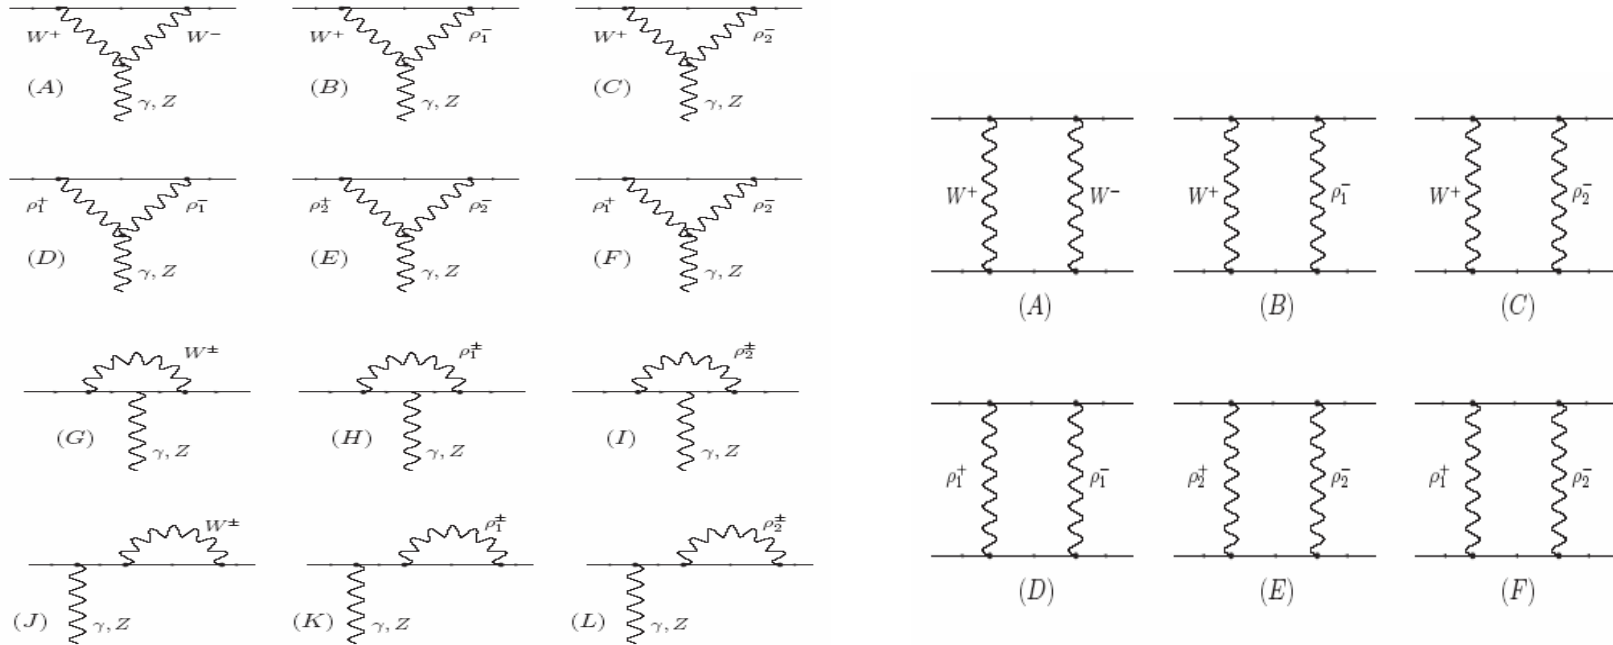 W⁺ W⁻
(A) γ, Z
W⁺ ρ₁⁻
(B) γ, Z
W⁺ ρ₂⁻
(C) γ, Z
ρ₁⁺ ρ₁⁻
(D) γ, Z
ρ₂⁺ ρ₂⁻
(E) γ, Z
ρ₁⁺ ρ₂⁻
(F) γ, Z
W±
(G) γ, Z
ρ₁±
(H) γ, Z
ρ₂±
(I) γ, Z
W±
(J) γ, Z
ρ₁±
(K) γ, Z
ρ₂±
(L) γ, Z
W⁺ W⁻
(A)
W⁺ ρ₁⁻
(B)
W⁺ ρ₂⁻
(C)
ρ₁⁺ ρ₁⁻
(D)
ρ₂⁺ ρ₂⁻
(E)
ρ₁⁺ ρ₂⁻
(F)